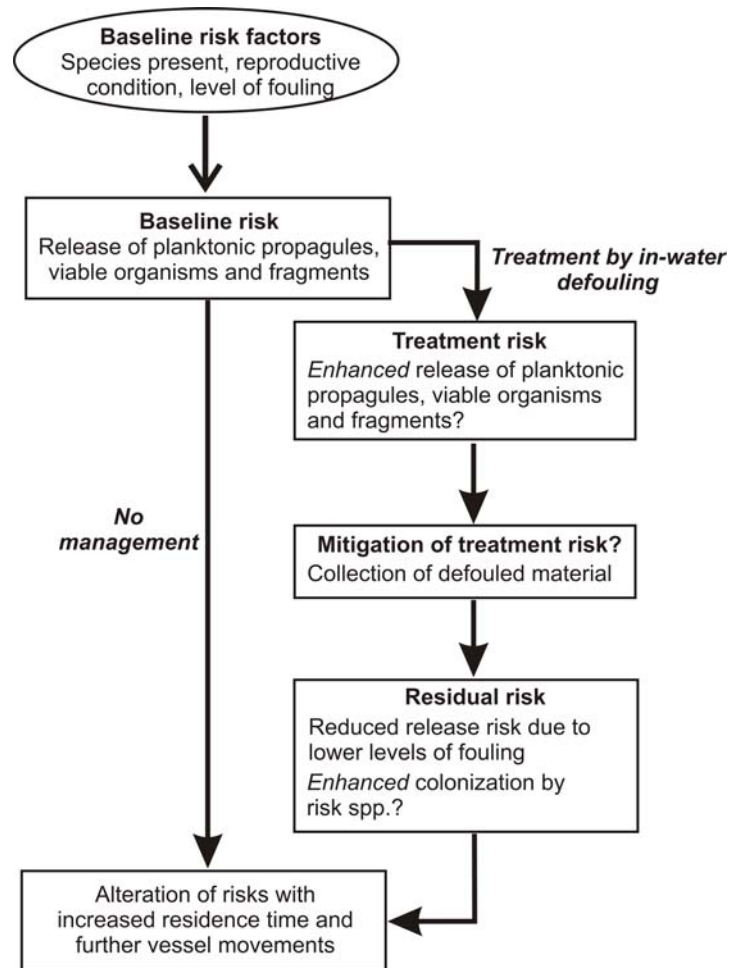 Baseline risk factors
Species present, reproductive
condition, level of fouling
Baseline risk
Release of planktonic propagules,
viable organisms and fragments
Treatment by in-water
defouling
Treatment risk
Enhanced release of planktonic
propagules, viable organisms
and fragments?
No
management
Mitigation of treatment risk?
Collection of defouled material
Residual risk
Reduced release risk due to
lower levels of fouling
Enhanced colonization by
risk spp.?
Alteration of risks with
increased residence time and
further vessel movements